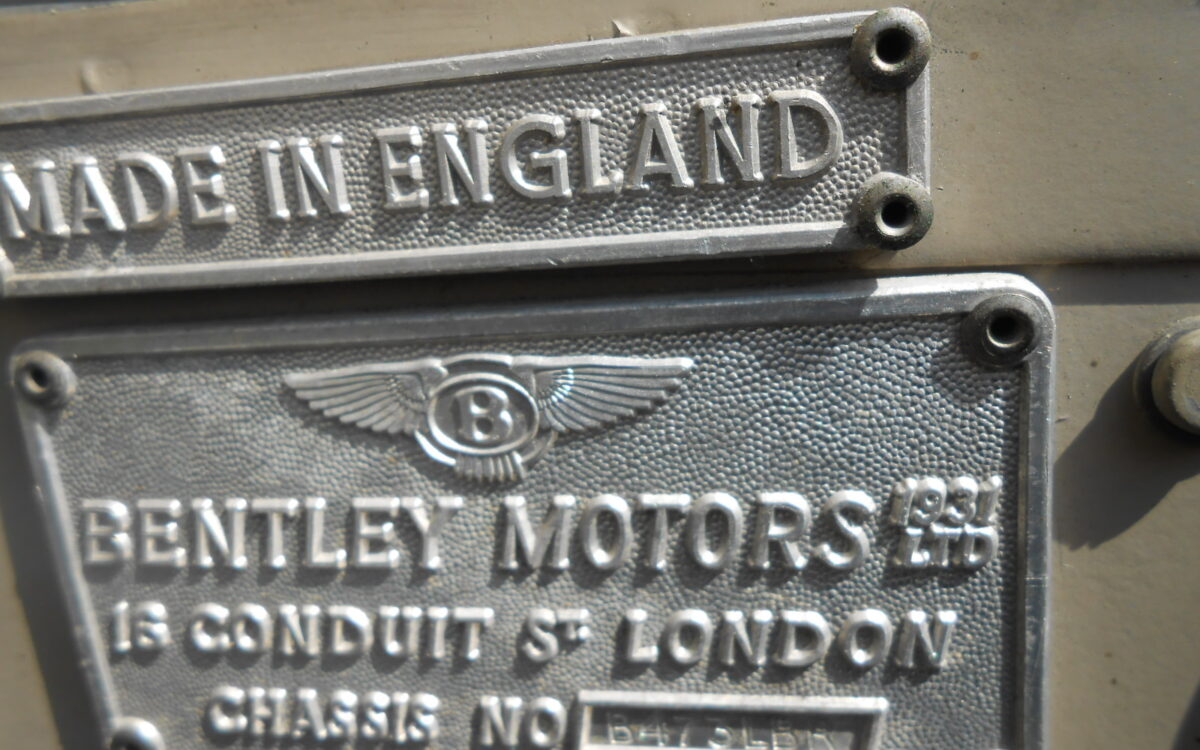 MADE IN ENGLAND
B
BENTLEY MOTORS 1931 LTD
16 CONDUIT ST LONDON
CHASSIS NO